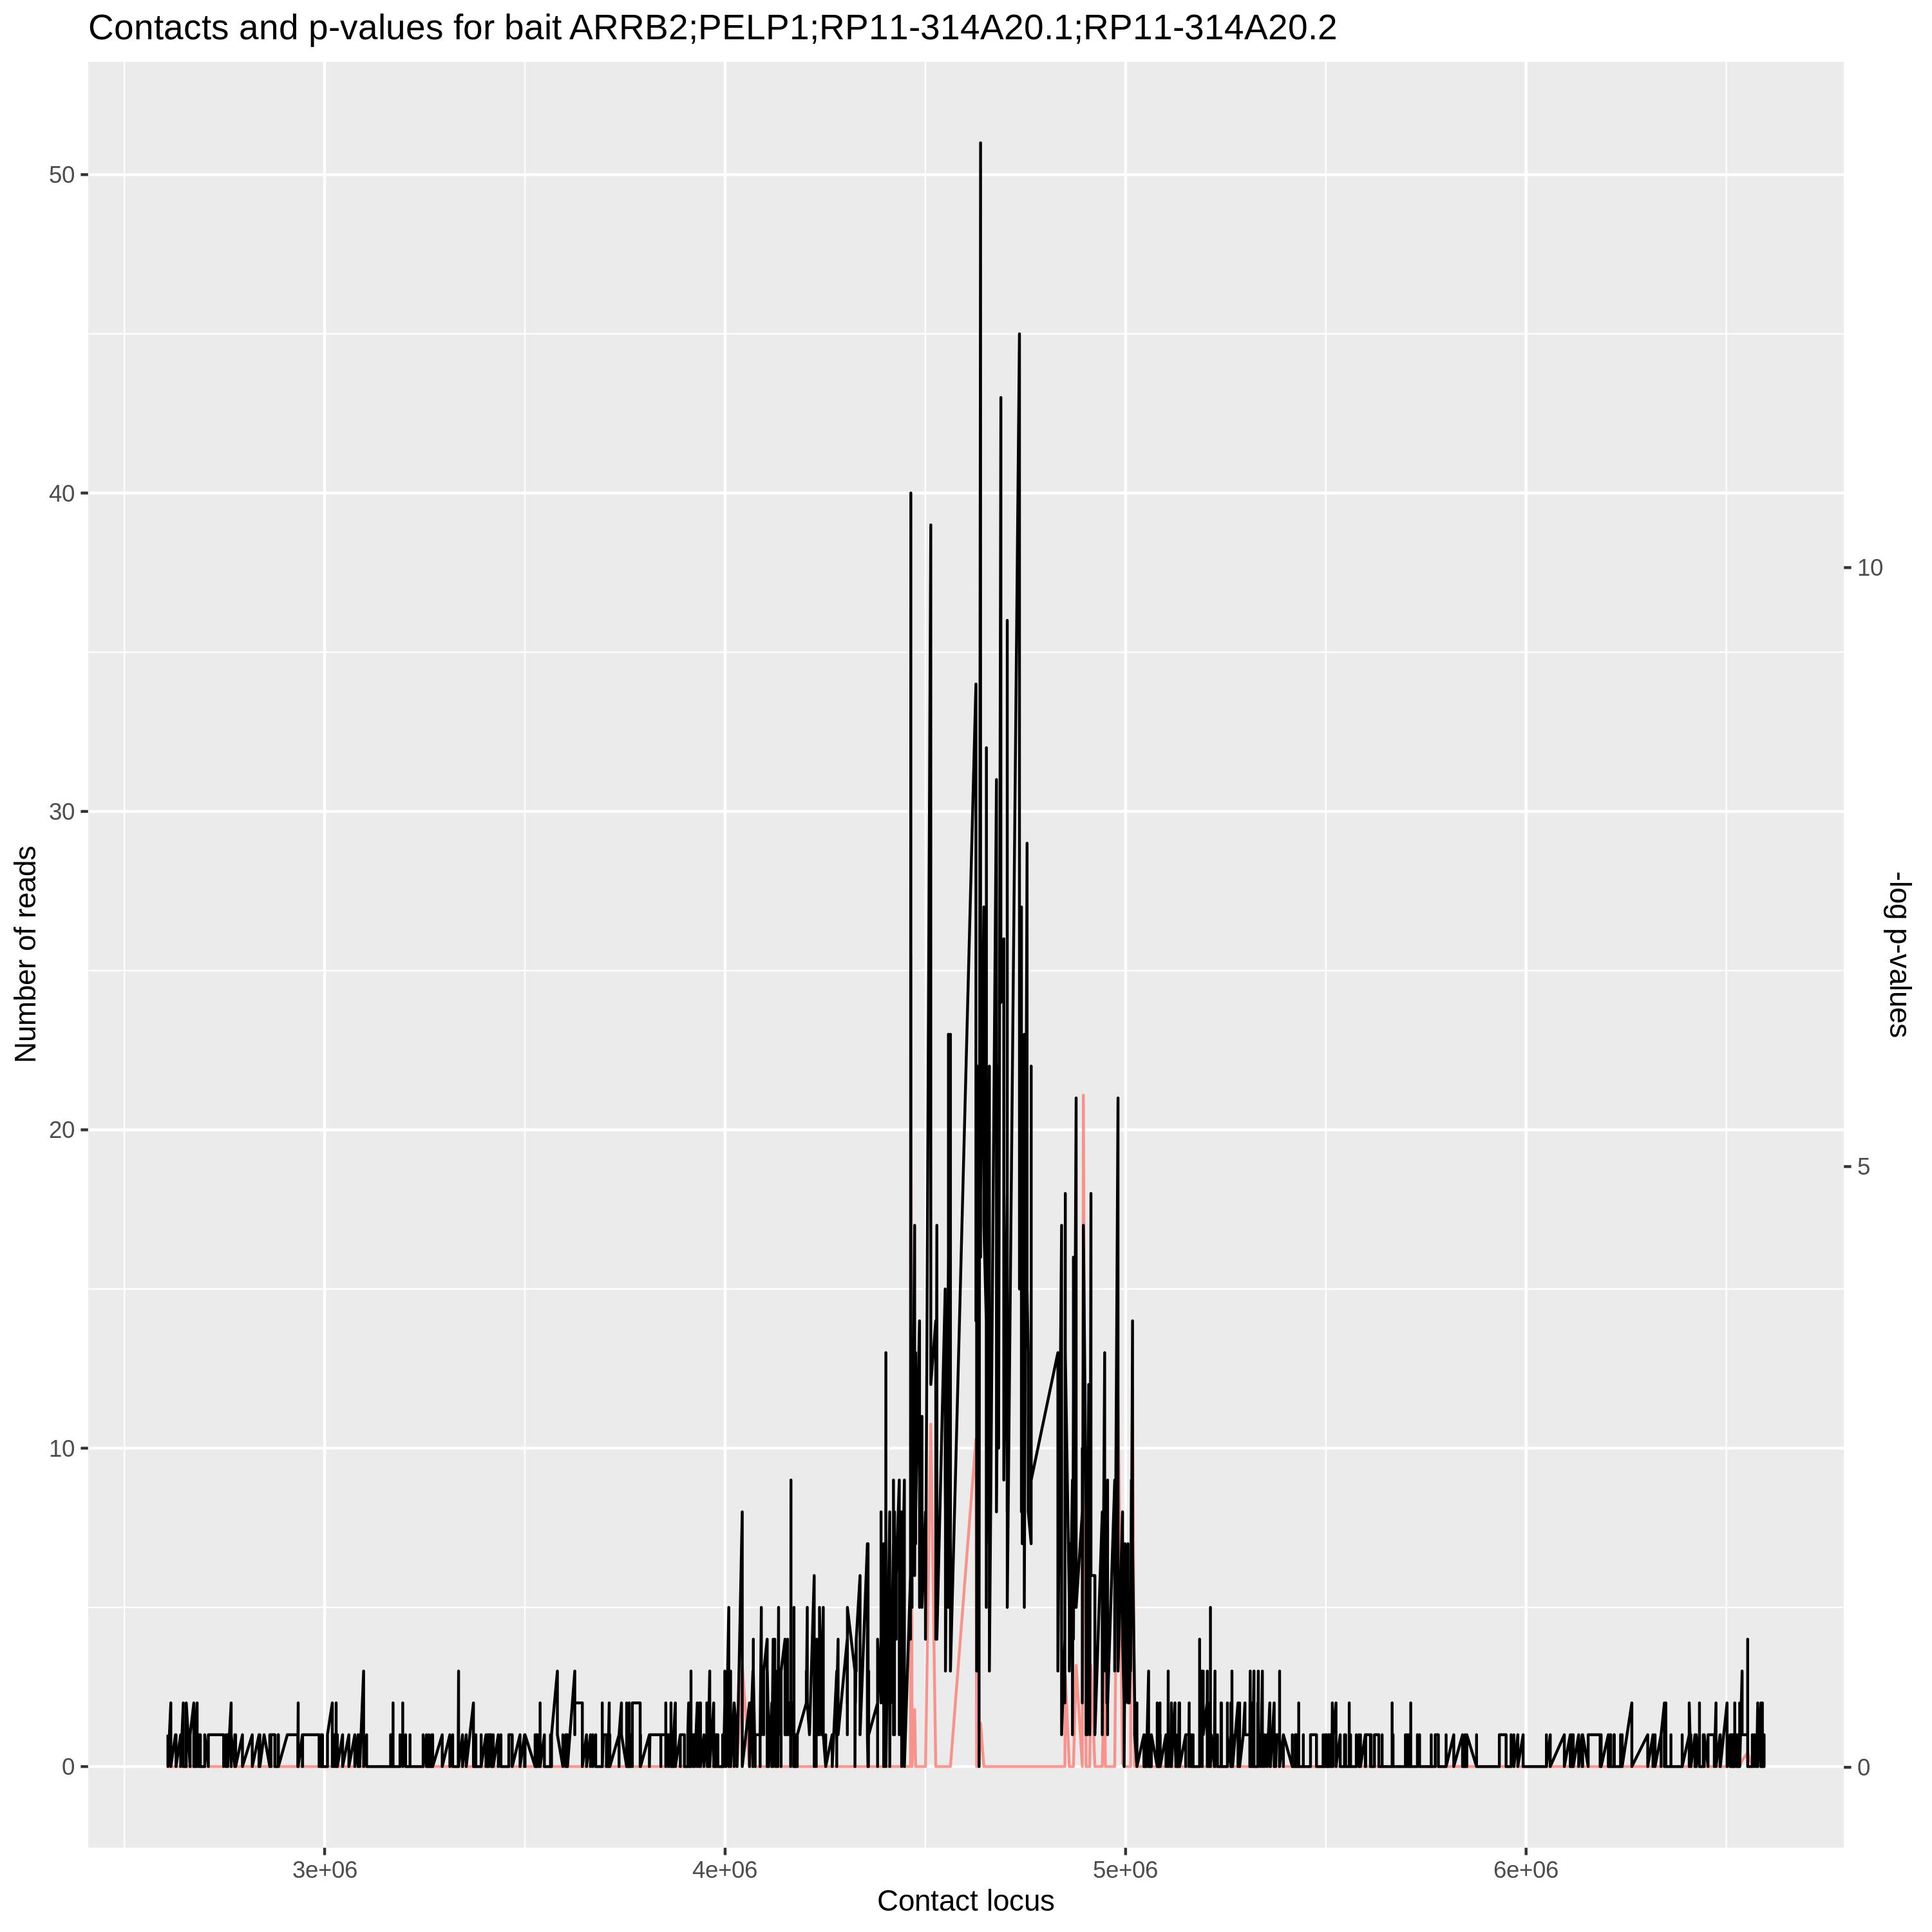 Contacts and p-values for bait ARRB2;PELP1;RP11-314A20.1;RP11-314A20.2
50
40
30
20
10
0
Number of reads
10
5
0
-log p-values
3e+06 4e+06 5e+06 6e+06
Contact locus